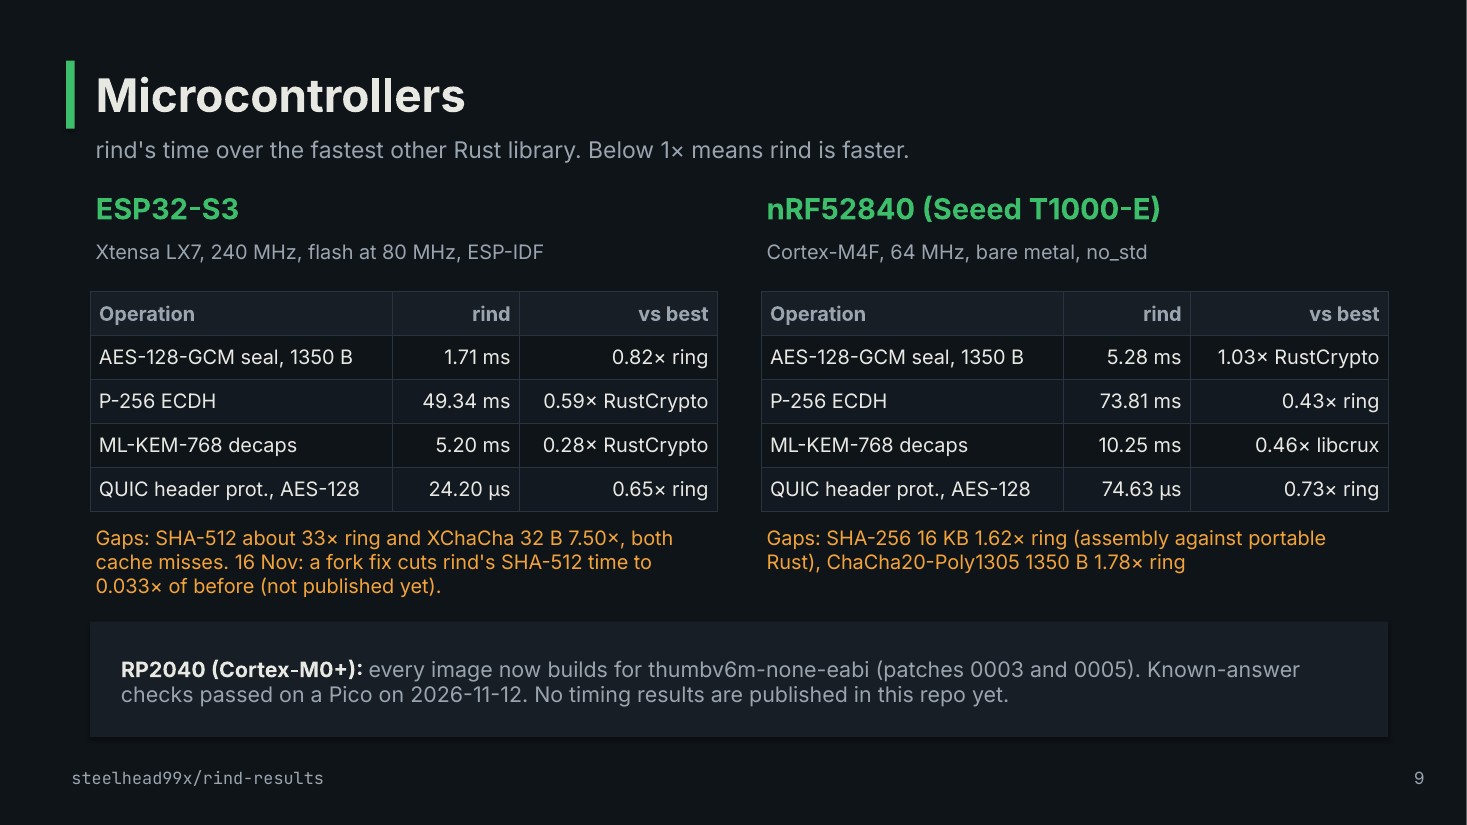 Microcontrollers
rind's time over the fastest other Rust library. Below 1× means rind is faster.
ESP32-S3
Xtensa LX7, 240 MHz, flash at 80 MHz, ESP-IDF
Operation rind vs best
AES-128-GCM seal, 1350 B 1.71 ms 0.82× ring
P-256 ECDH 49.34 ms 0.59× RustCrypto
ML-KEM-768 decaps 5.20 ms 0.28× RustCrypto
QUIC header prot., AES-128 24.20 µs 0.65× ring
Gaps: SHA-512 about 33× ring and XChaCha 32 B 7.50×, both
cache misses. 16 Nov: a fork fix cuts rind's SHA-512 time to
0.033× of before (not published yet).
nRF52840 (Seeed T1000-E)
Cortex-M4F, 64 MHz, bare metal, no_std
Operation rind vs best
AES-128-GCM seal, 1350 B 5.28 ms 1.03× RustCrypto
P-256 ECDH 73.81 ms 0.43× ring
ML-KEM-768 decaps 10.25 ms 0.46× libcrux
QUIC header prot., AES-128 74.63 µs 0.73× ring
Gaps: SHA-256 16 KB 1.62× ring (assembly against portable
Rust), ChaCha20-Poly1305 1350 B 1.78× ring
RP2040 (Cortex-M0+): every image now builds for thumbv6m-none-eabi (patches 0003 and 0005). Known-answer
checks passed on a Pico on 2026-11-12. No timing results are published in this repo yet.
steelhead99x/rind-results
9